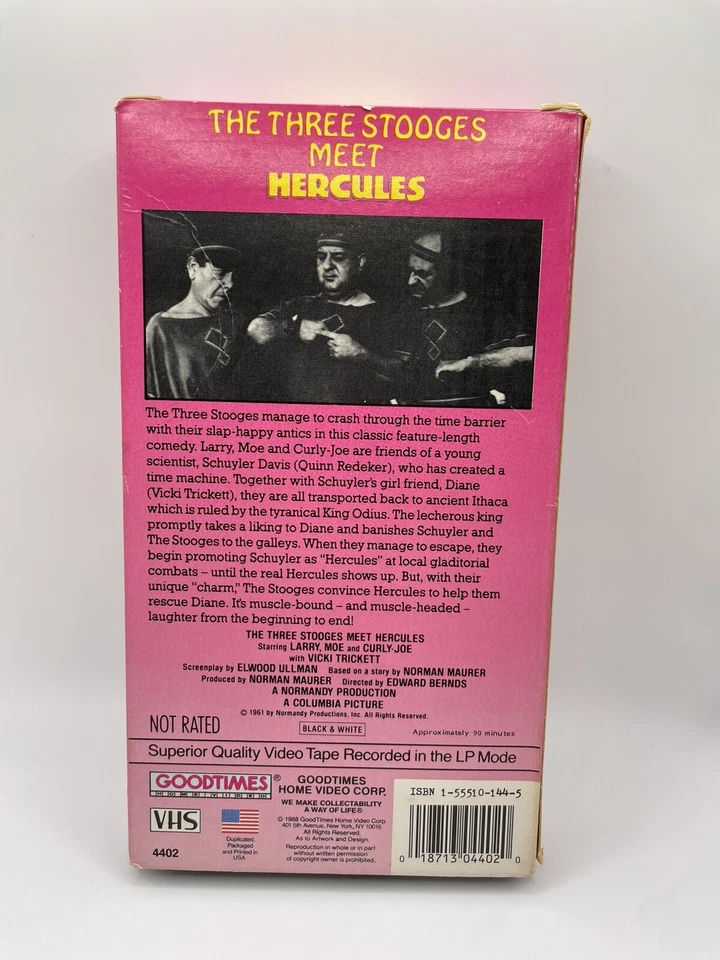 THE THREE STOOGES
MEET
HERCULES
The Three Stooges manage to crash through the time barrier
with their slap-happy antics in this classic feature-length
comedy. Larry, Moe and Curly-Joe are friends of a young
scientist, Schuyler Davis (Quinn Redeker), who has created a
time machine. Together with Schuyler's girl friend, Diane
(Vicki Trickett), they are all transported back to ancient Ithaca
which is ruled by the tyranical King Odius. The lecherous king
promptly takes a liking to Diane and banishes Schuyler and
The Stooges to the galleys. When they manage to escape, they
begin promoting Schuyler as "Hercules" at local gladitorial
combats – until the real Hercules shows up. But, with their
unique "charm," The Stooges convince Hercules to help them
rescue Diane. It's muscle-bound – and muscle-headed –
laughter from the beginning to end!
THE THREE STOOGES MEET HERCULES
Starring LARRY, MOE and CURLY-JOE
with VICKI TRICKETT
Screenplay by ELWOOD ULLMAN Based on a story by NORMAN MAURER
Produced by NORMAN MAURER Directed by EDWARD BERNDS
A NORMANDY PRODUCTION
A COLUMBIA PICTURE
© 1961 by Normandy Productions, Inc. All Rights Reserved.
NOT RATED
BLACK & WHITE
Approximately 90 minutes
Superior Quality Video Tape Recorded in the LP Mode
GOODTIMES®
HOME VIDEO
VHS
4402
Duplicated,
Packaged
and Printed in
USA
GOODTIMES
HOME VIDEO CORP.
WE MAKE COLLECTABILITY
A WAY OF LIFE®
© 1988 GoodTimes Home Video Corp.
401 5th Avenue, New York, NY 10016
All Rights Reserved.
As to Artwork and Design.
Reproduction in whole or in part
without written permission
of copyright owner is prohibited.
ISBN 1-55510-144-5
0 18713 04402 0